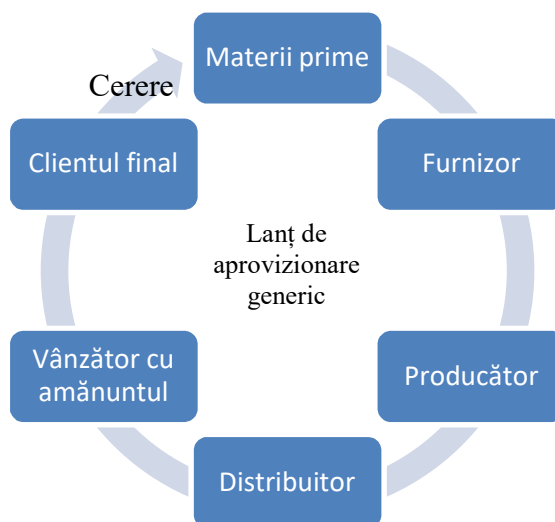 Materii prime
Cerere
Clientul final
Furnizor
Lanț de
aprovizionare
generic
Vânzător cu
amănuntul
Producător
Distribuitor